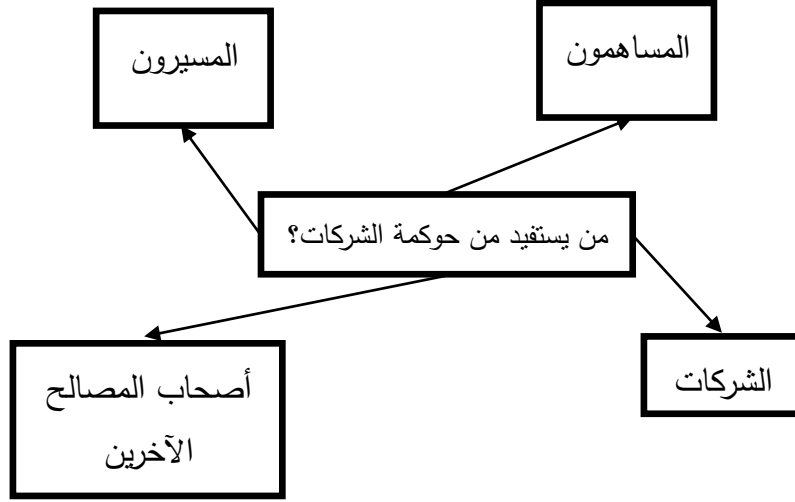 المساهمون
المسيرون
من يستفيد من حوكمة الشركات؟
الشركات
أصحاب المصالح
الآخرين